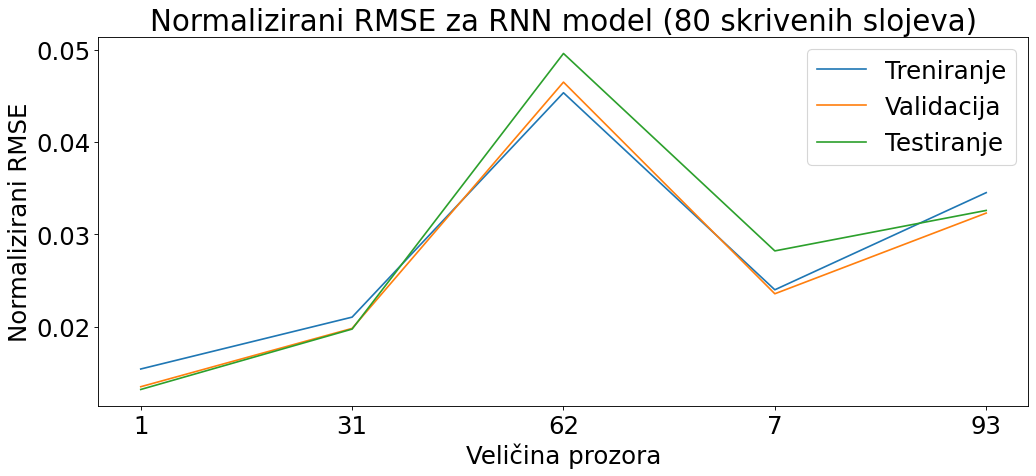 Normalizirani RMSE za RNN model (80 skrivenih slojeva)
Normalizirani RMSE
0.05
0.04
0.03
0.02
Treniranje
Validacija
Testiranje
1 31 62 7 93
Veličina prozora